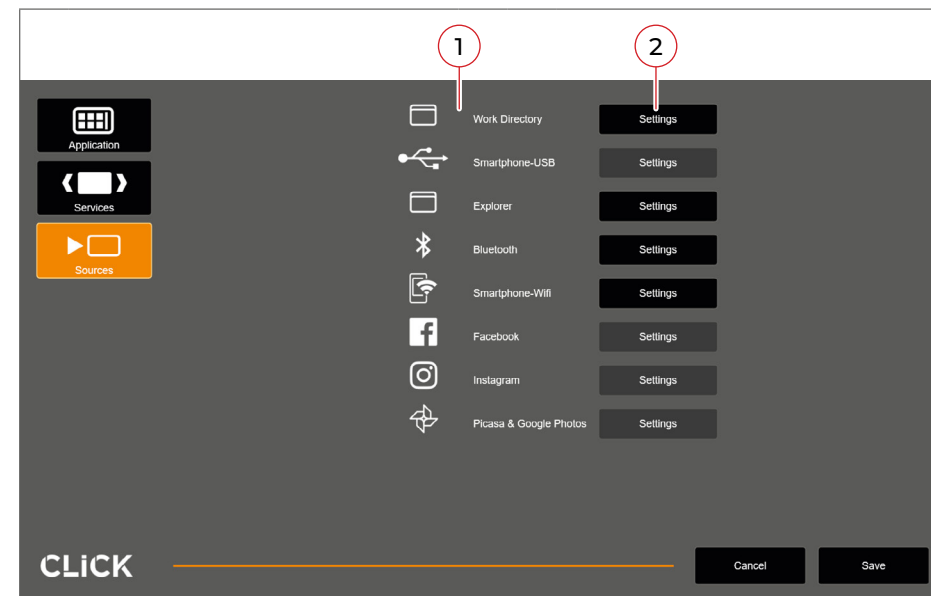 1 2
Application
Services
Sources
Work Directory Settings
Smartphone-USB Settings
Explorer Settings
Bluetooth Settings
Smartphone-Wifi Settings
Facebook Settings
Instagram Settings
Picasa & Google Photos Settings
CLiCK Cancel Save